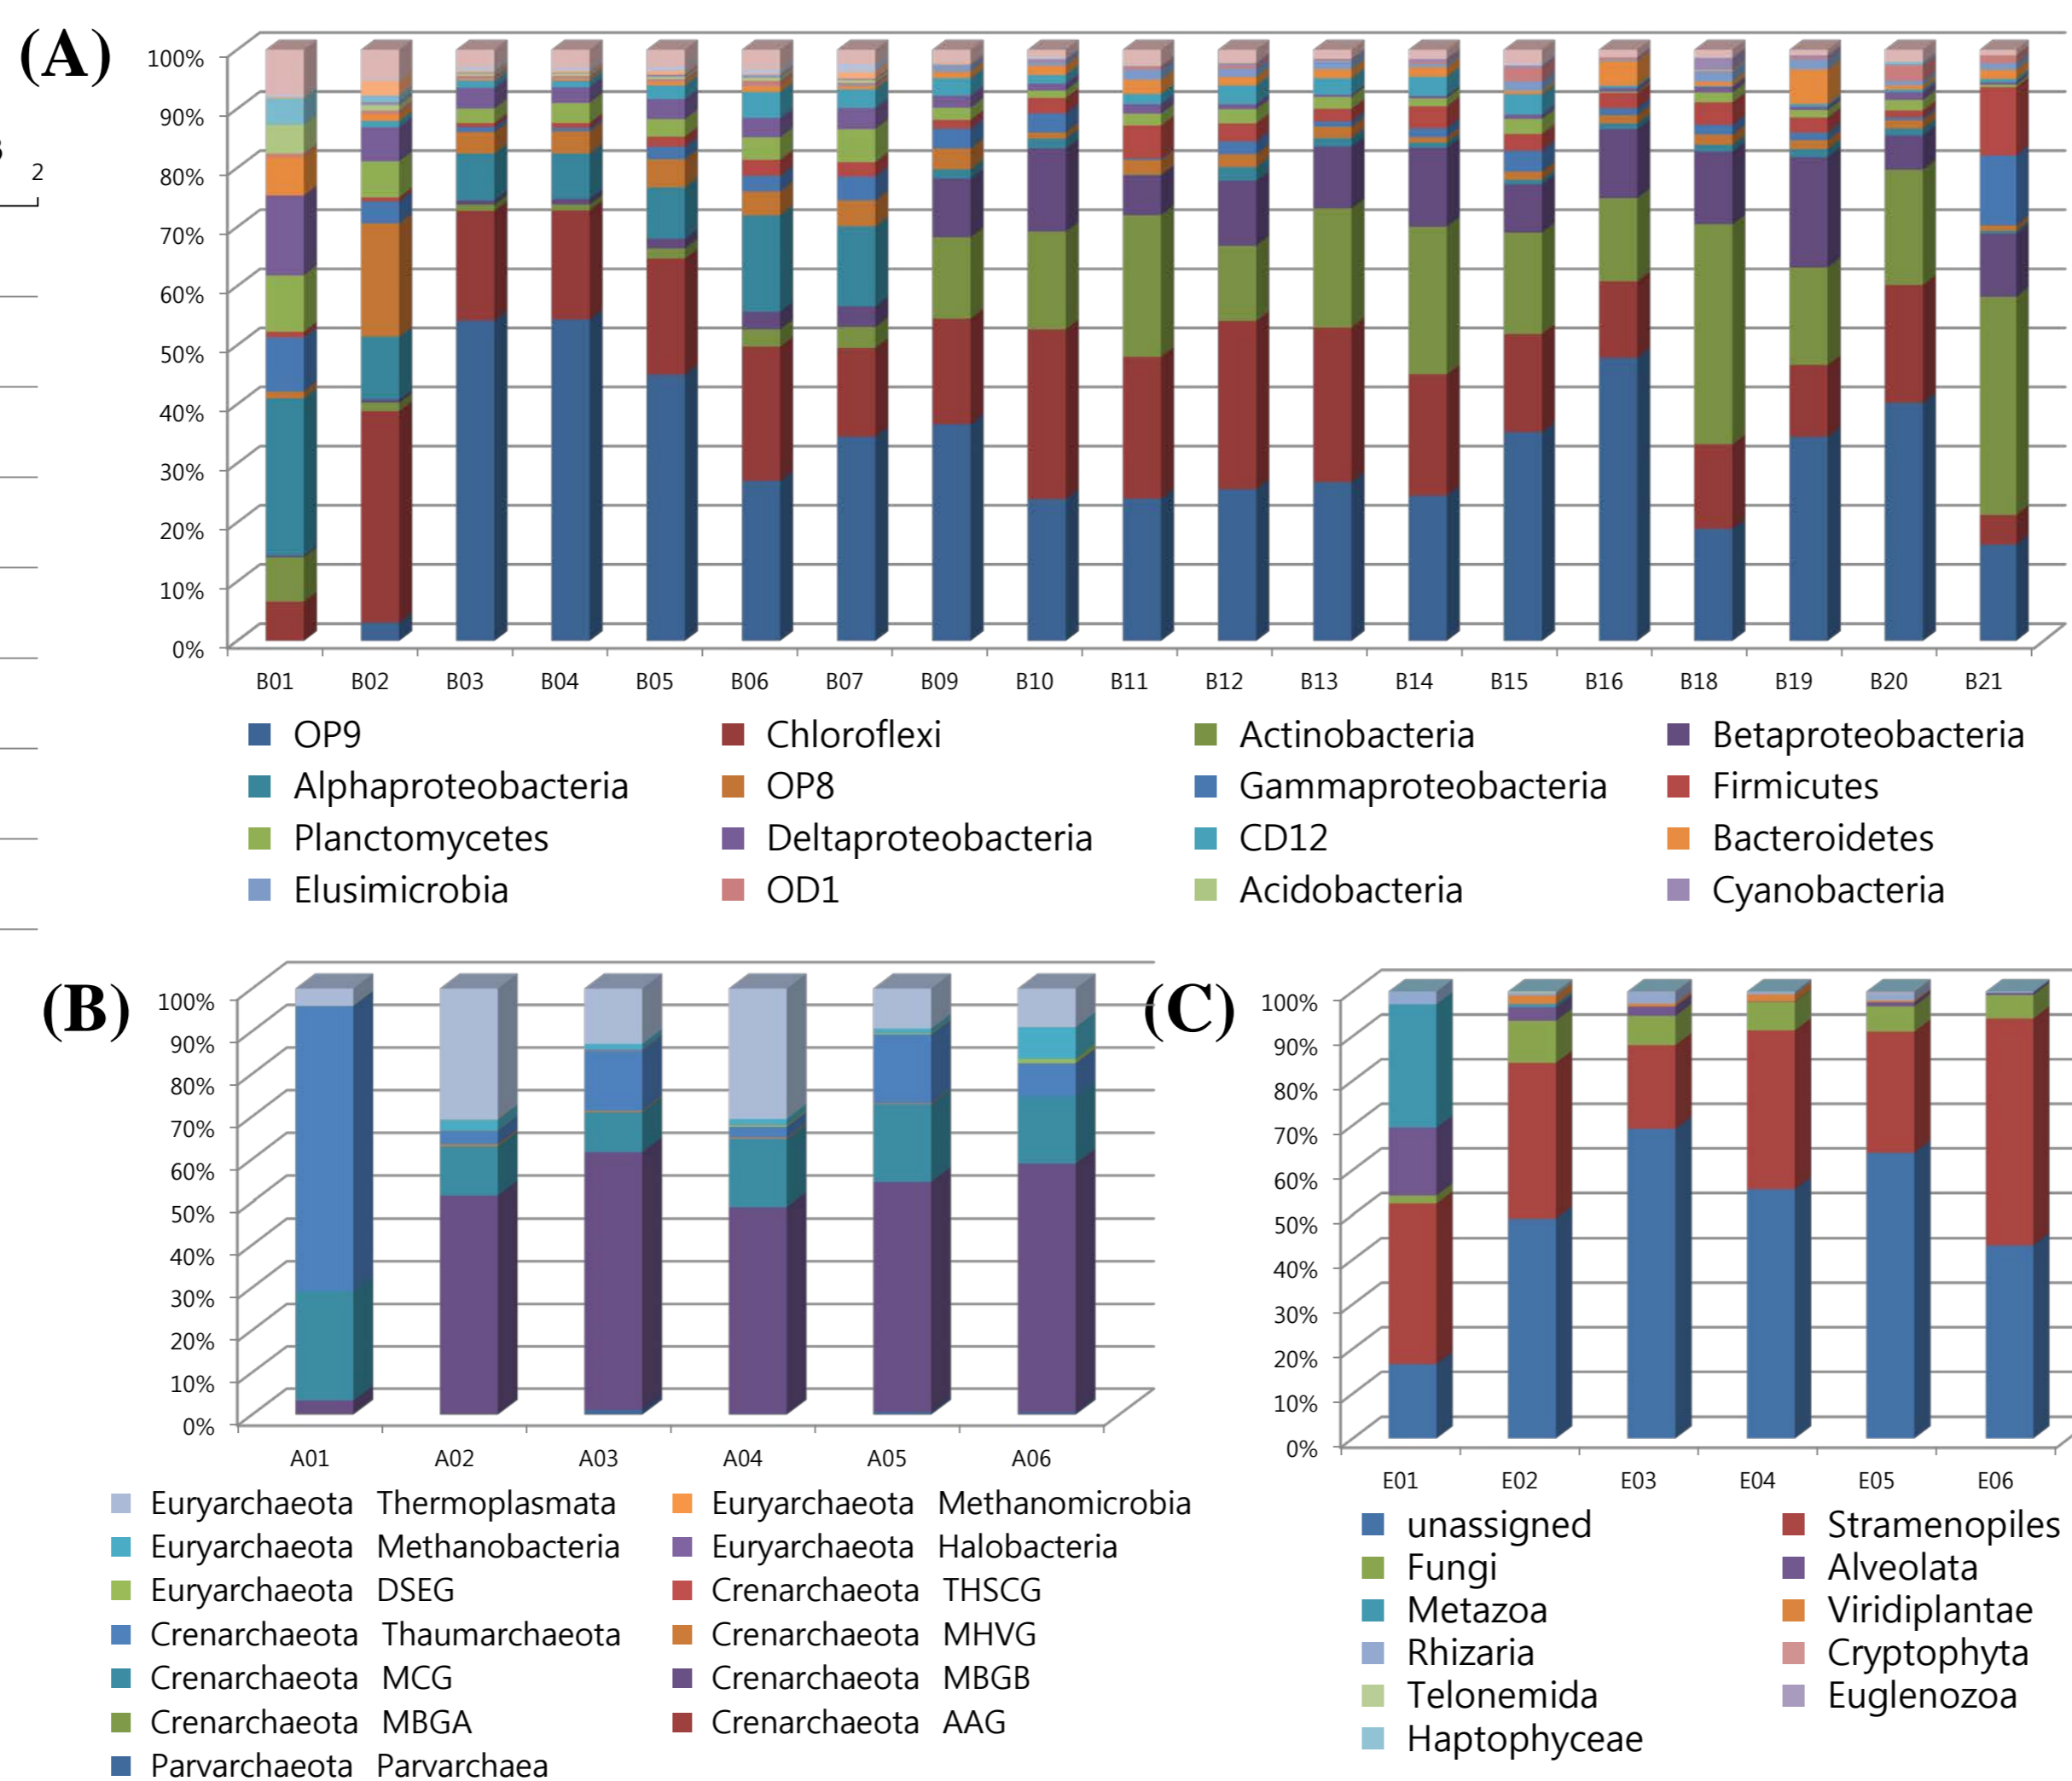 (A)
100%
90%
80%
70%
60%
50%
40%
30%
20%
10%
0%
2
B01 B02 B03 B04 B05 B06 B07 B09 B10 B11 B12 B13 B14 B15 B16 B18 B19 B20 B21
OP9 Chloroflexi Actinobacteria Betaproteobacteria
Alphaproteobacteria OP8 Gammaproteobacteria Firmicutes
Planctomycetes Deltaproteobacteria CD12 Bacteroidetes
Elusimicrobia OD1 Acidobacteria Cyanobacteria
(B)
100%
90%
80%
70%
60%
50%
40%
30%
20%
10%
0%
A01 A02 A03 A04 A05 A06
Euryarchaeota Thermoplasmata Euryarchaeota Methanomicrobia
Euryarchaeota Methanobacteria Euryarchaeota Halobacteria
Euryarchaeota DSEG Crenarchaeota THSCG
Crenarchaeota Thaumarchaeota Crenarchaeota MHVG
Crenarchaeota MCG Crenarchaeota MBGB
Crenarchaeota MBGA Crenarchaeota AAG
Parvarchaeota Parvarchaea
(C)
100%
90%
80%
70%
60%
50%
40%
30%
20%
10%
0%
E01 E02 E03 E04 E05 E06
unassigned Stramenopiles
Fungi Alveolata
Metazoa Viridiplantae
Rhizaria Cryptophyta
Telonemida Euglenozoa
Haptophyceae